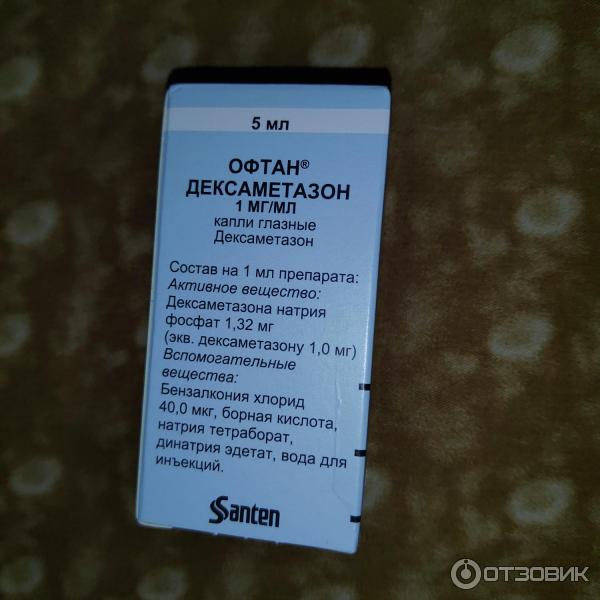 5 мл
ОФТАН®
ДЕКСАМЕТАЗОН
1 МГ/МЛ
капли глазные
Дексаметазон
Состав на 1 мл препарата:
Активное вещество:
Дексаметазона натрия
фосфат 1,32 мг
(экв. дексаметазону 1,0 мг)
Вспомогательные
вещества:
Бензалкония хлорид
40,0 мкг, борная кислота,
натрия тетраборат,
динатрия эдетат, вода для
инъекций.
Santen
ОТЗОВИК